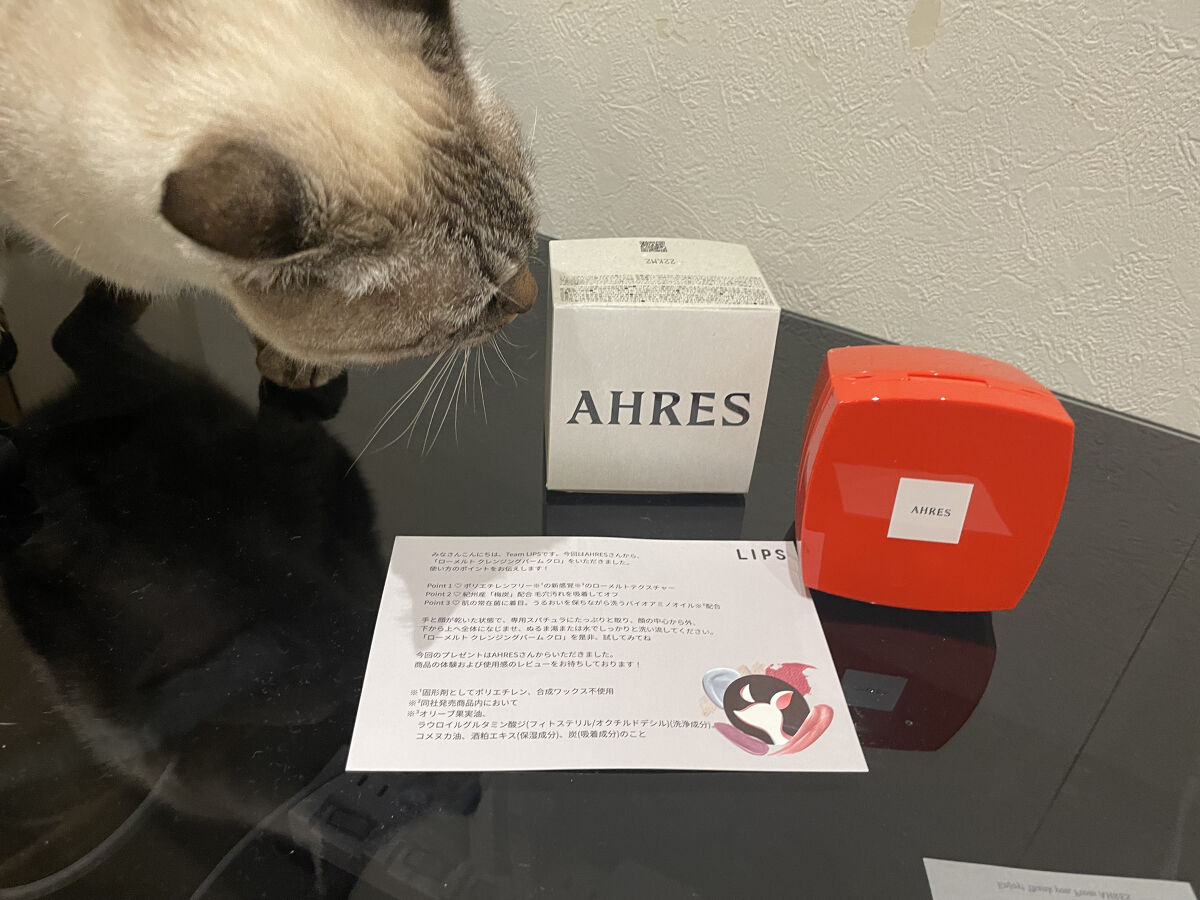 22KMZ
AHRES
AHRES
LIPS
みなさんこんにちは、Team LIPSです。今回はAHRESさんから、
「ローメルト クレンジングバーム クロ」をいただきました。
使い方のポイントをお伝えします！
Point 1 ♡ ポリエチレンフリー※¹の新感覚※²のローメルトテクスチャー
Point 2 ♡ 紀州産「梅炭」配合 毛穴汚れを吸着してオフ
Point 3 ♡ 肌の常在菌に着目。うるおいを保ちながら洗うバイオアミノオイル※³配合
手と顔が乾いた状態で、専用スパチュラにたっぷりと取り、顔の中心から外、
下から上へ全体になじませ、ぬるま湯または水でしっかりと洗い流してください。
「ローメルト クレンジングバーム クロ」を是非、試してみてね
今回のプレゼントはAHRESさんからいただきました。
商品の体験および使用感のレビューをお待ちしております！
※¹固形剤としてポリエチレン、合成ワックス不使用
※²同社発売商品内において
※³オリーブ果実油、
ラウロイルグルタミン酸ジ(フィトステリル/オクチルドデシル)(洗浄成分)、
コメヌカ油、酒粕エキス(保湿成分)、炭(吸着成分)のこと
Enjoy! Thank you. From AHRES